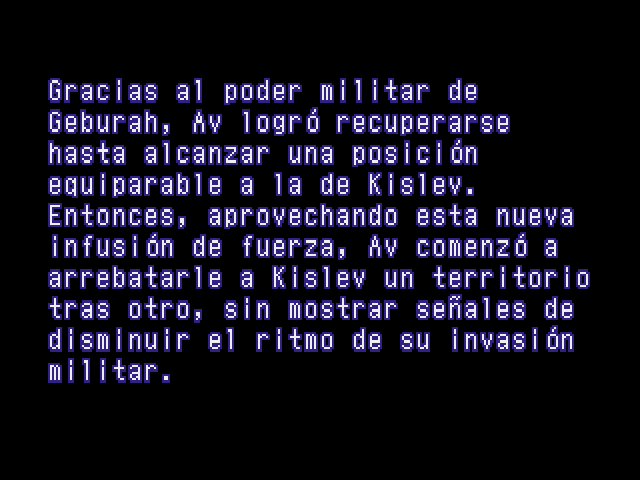 Gracias al poder militar de
Geburah, Av logró recuperarse
hasta alcanzar una posición
equiparable a la de Kislev.
Entonces, aprovechando esta nueva
infusión de fuerza, Av comenzó a
arrebatarle a Kislev un territorio
tras otro, sin mostrar señales de
disminuir el ritmo de su invasión
militar.